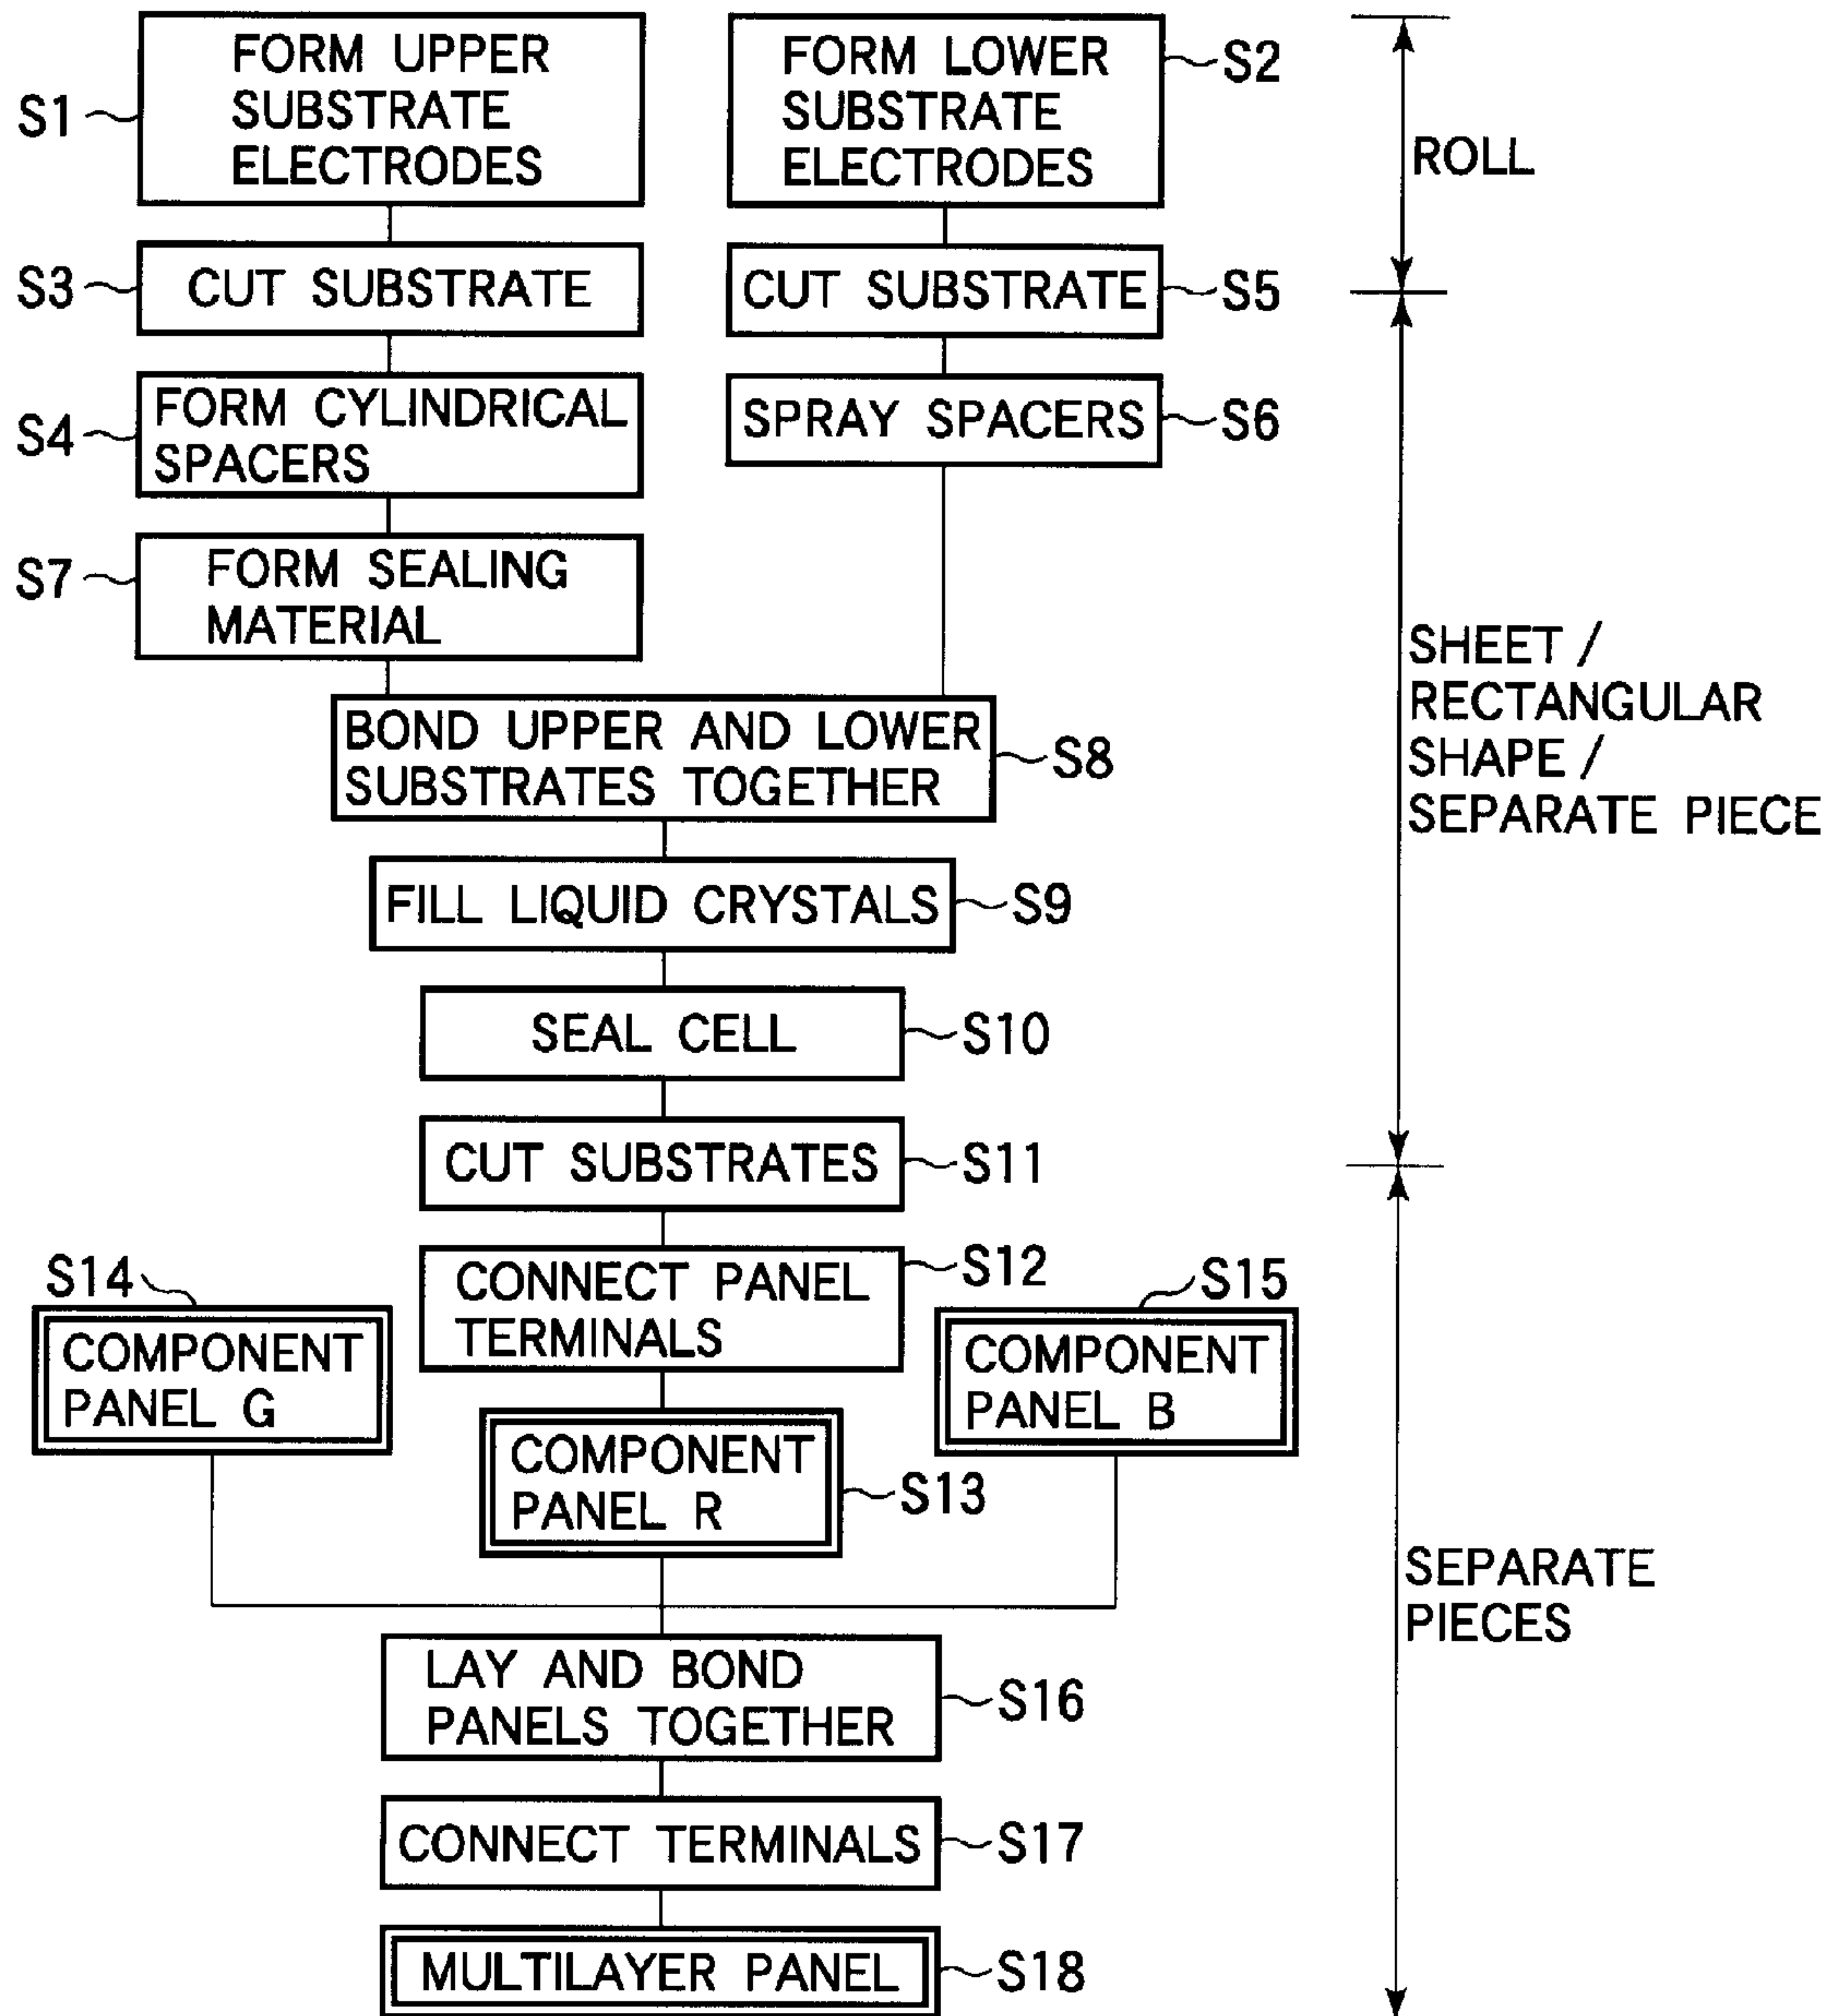 S1
FORM UPPER
SUBSTRATE
ELECTRODES
FORM LOWER
SUBSTRATE
ELECTRODES
S2
ROLL
S3
CUT SUBSTRATE
CUT SUBSTRATE
S5
S4
FORM CYLINDRICAL
SPACERS
SPRAY SPACERS
S6
S7
FORM SEALING
MATERIAL
SHEET /
RECTANGULAR
SHAPE /
SEPARATE PIECE
BOND UPPER AND LOWER
SUBSTRATES TOGETHER
S8
FILL LIQUID CRYSTALS
S9
SEAL CELL
S10
CUT SUBSTRATES
S11
CONNECT PANEL
TERMINALS
S12
S14
COMPONENT
PANEL G
S15
COMPONENT
PANEL B
COMPONENT
PANEL R
S13
SEPARATE
PIECES
LAY AND BOND
PANELS TOGETHER
S16
CONNECT TERMINALS
S17
MULTILAYER PANEL
S18